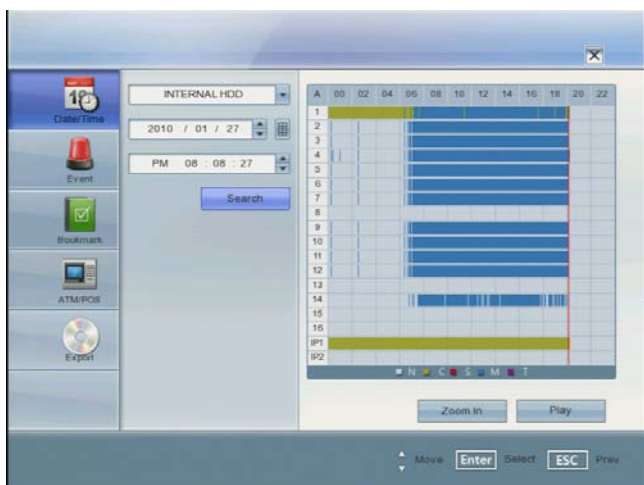 18
Date/Time
Event
Bookmark
ATM/POS
Export
INTERNAL HDD
2010 / 01 / 27
PM 08 : 08 : 27
Search
A 00 02 04 06 08 10 12 14 16 18 20 22
1
2
3
4
5
6
7
8
9
10
11
12
13
14
15
16
IP1
IP2
N C S M T
Zoom In
Play
Move Enter Select ESC Prev